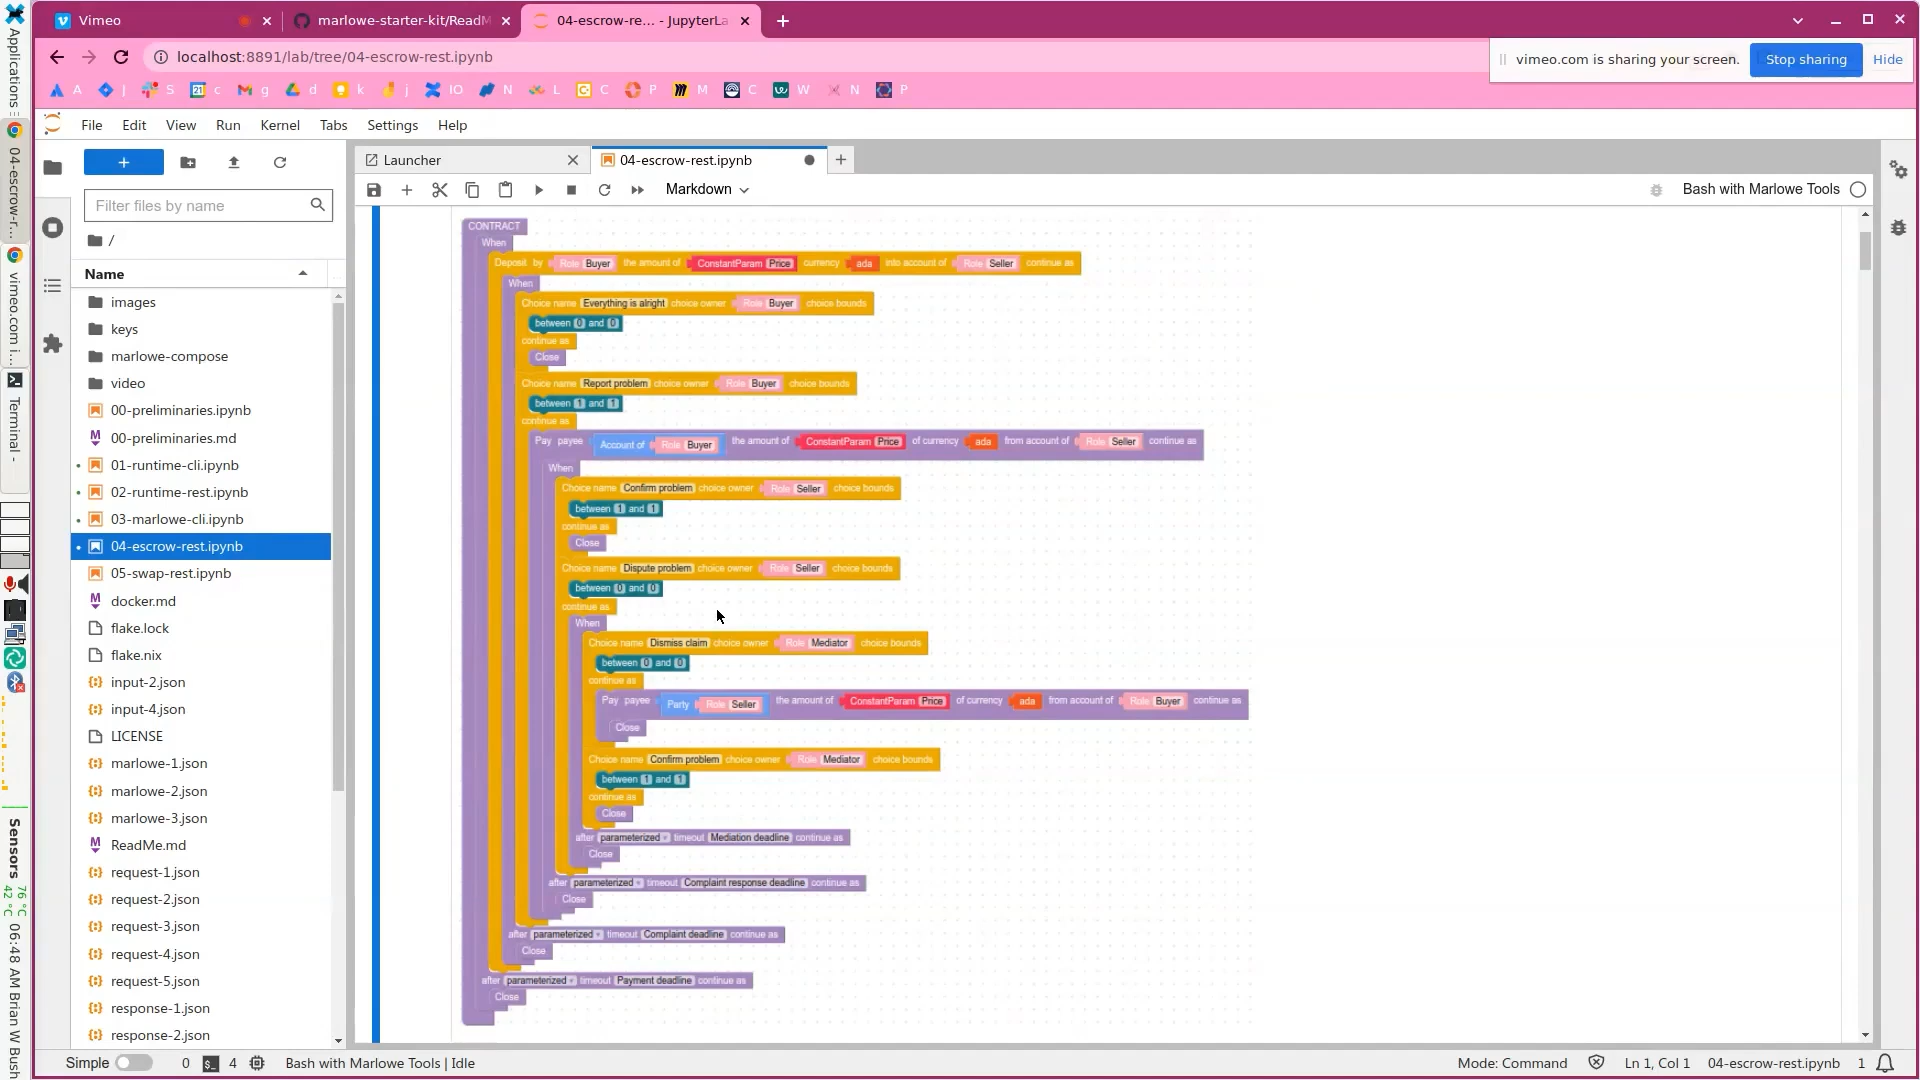 Applications
04-escrow-r...
vimeo.com i...
Terminal -
Sensors
42 °C 76 °C
06:48 AM Brian W Bush
Vimeo
marlowe-starter-kit/ReadM
04-escrow-re... - JupyterLa
localhost:8891/lab/tree/04-escrow-rest.ipynb
vimeo.com is sharing your screen.
Stop sharing
Hide
A J S 21 c g d k j IO N L C P M C W N P
File Edit View Run Kernel Tabs Settings Help
Filter files by name
/
Name
images
keys
marlowe-compose
video
00-preliminaries.ipynb
00-preliminaries.md
01-runtime-cli.ipynb
02-runtime-rest.ipynb
03-marlowe-cli.ipynb
04-escrow-rest.ipynb
05-swap-rest.ipynb
docker.md
flake.lock
flake.nix
input-2.json
input-4.json
LICENSE
marlowe-1.json
marlowe-2.json
marlowe-3.json
ReadMe.md
request-1.json
request-2.json
request-3.json
request-4.json
request-5.json
response-1.json
response-2.json
Launcher
04-escrow-rest.ipynb
Markdown
Bash with Marlowe Tools
CONTRACT
When
Deposit by Role Buyer the amount of ConstantParam Price currency ada into account of Role Seller continue as
When
Choice name Everything is alright choice owner Role Buyer choice bounds
between 0 and 0
continue as
Close
Choice name Report problem choice owner Role Buyer choice bounds
between 1 and 1
continue as
Pay payee Account of Role Buyer the amount of ConstantParam Price of currency ada from account of Role Seller continue as
When
Choice name Confirm problem choice owner Role Seller choice bounds
between 1 and 1
continue as
Close
Choice name Dispute problem choice owner Role Seller choice bounds
between 0 and 0
continue as
When
Choice name Dismiss claim choice owner Role Mediator choice bounds
between 0 and 0
continue as
Pay payee Party Role Seller the amount of ConstantParam Price of currency ada from account of Role Buyer continue as
Close
Choice name Confirm problem choice owner Role Mediator choice bounds
between 1 and 1
continue as
Close
after parameterized timeout Mediation deadline continue as
Close
after parameterized timeout Complaint response deadline continue as
Close
after parameterized timeout Complaint deadline continue as
Close
after parameterized timeout Payment deadline continue as
Close
Simple 0 4 Bash with Marlowe Tools | Idle
Mode: Command Ln 1, Col 1 04-escrow-rest.ipynb 1